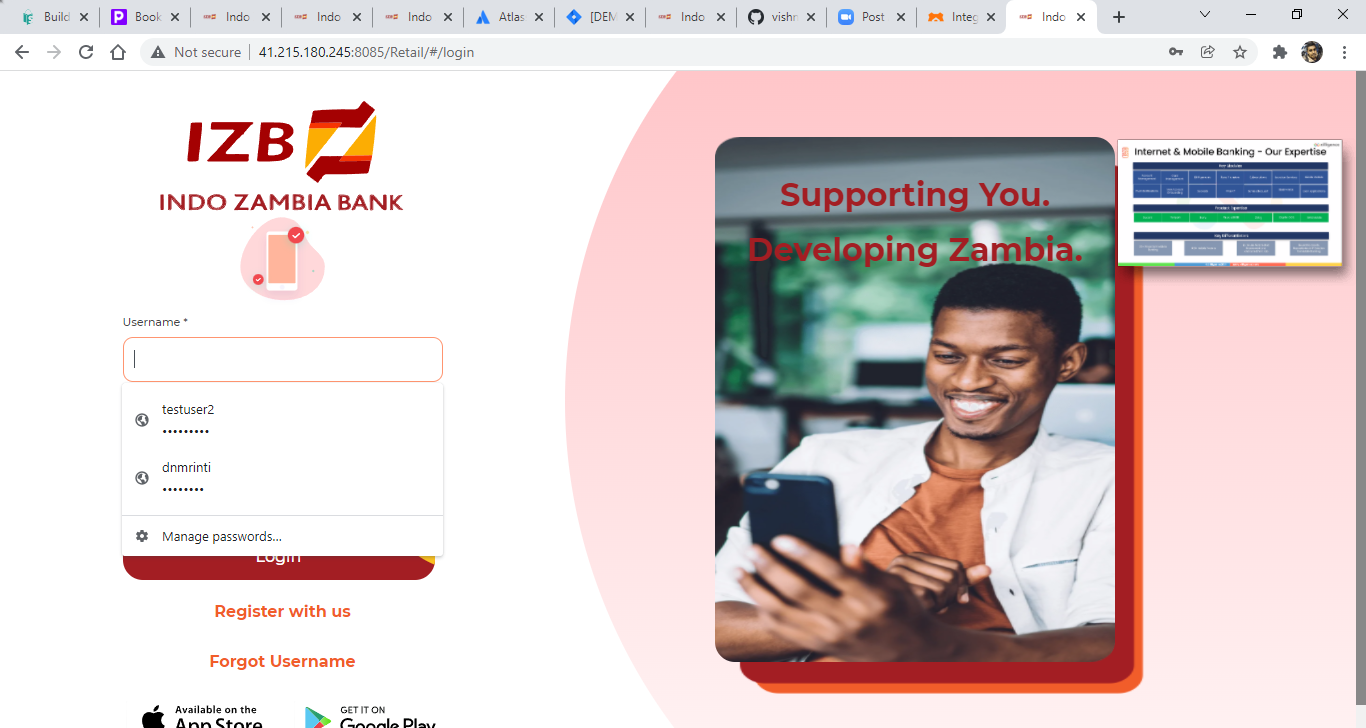 Build
Book
Indo
Indo
Indo
Atlas
[DEM
Indo
vishr
Post
Integ
Indo
Not secure
41.215.180.245:8085/Retail/#/login
IZB
INDO ZAMBIA BANK
Username *
testuser2
•••••••••
dnmrinti
••••••••
Manage passwords...
Login
Register with us
Forgot Username
Available on the
App Store
GET IT ON
Google Play
Supporting You.
Developing Zambia.
Internet & Mobile Banking - Our Expertise